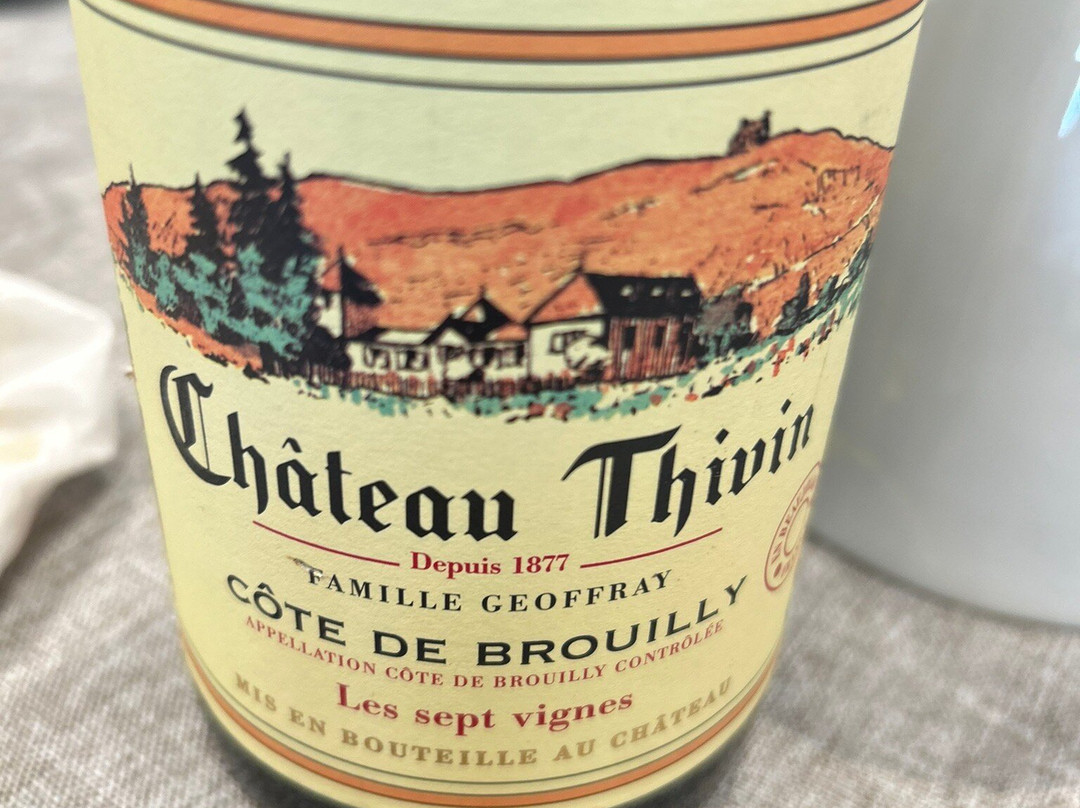 Château Thivin
Depuis 1877
FAMILLE GEOFFRAY
CÔTE DE BROUILLY
APPELLATION CÔTE DE BROUILLY CONTRÔLÉE
Les sept vignes
MIS EN BOUTEILLE AU CHÂTEAU